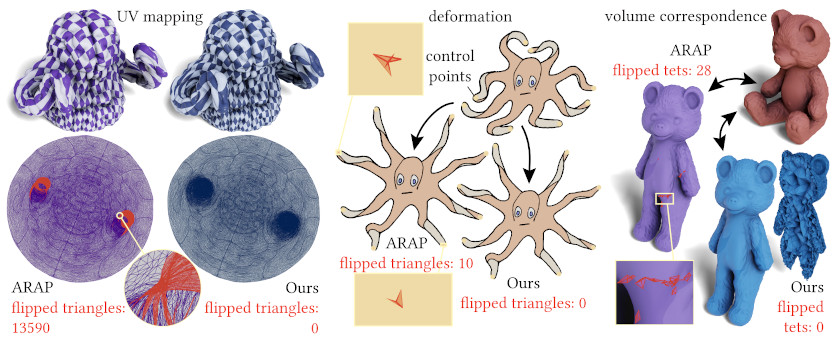 UV mapping
ARAP
flipped triangles:
13590
Ours
flipped triangles:
0
deformation
control
points
ARAP
flipped triangles: 10
Ours
flipped triangles: 0
volume correspondence
ARAP
flipped tets: 28
Ours
flipped
tets: 0